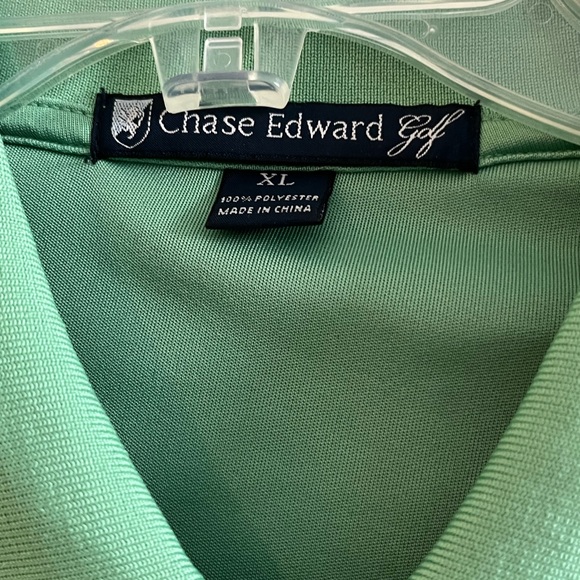 Chase Edward Golf
XL
100% POLYESTER
MADE IN CHINA